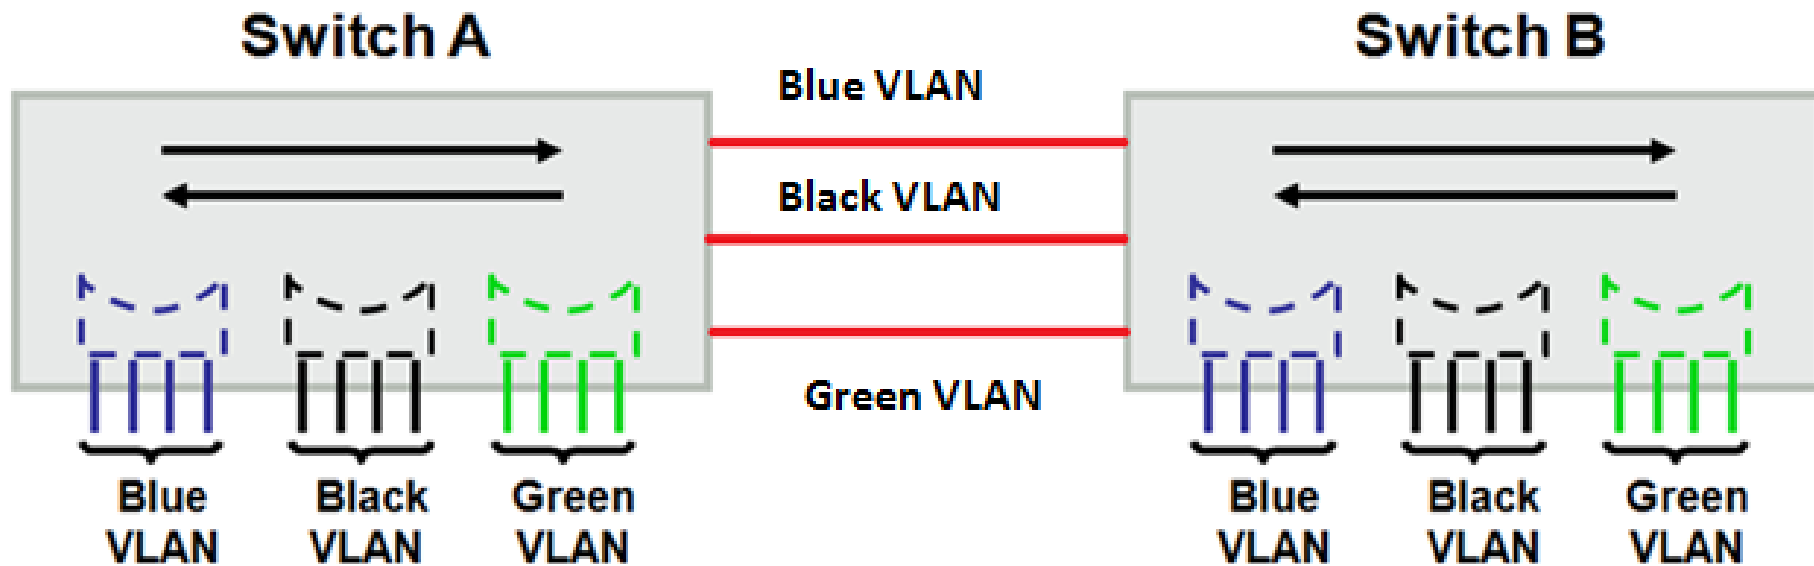 Switch A
Switch B
Blue VLAN
Black VLAN
Green VLAN
Blue
VLAN
Black
VLAN
Green
VLAN
Blue
VLAN
Black
VLAN
Green
VLAN